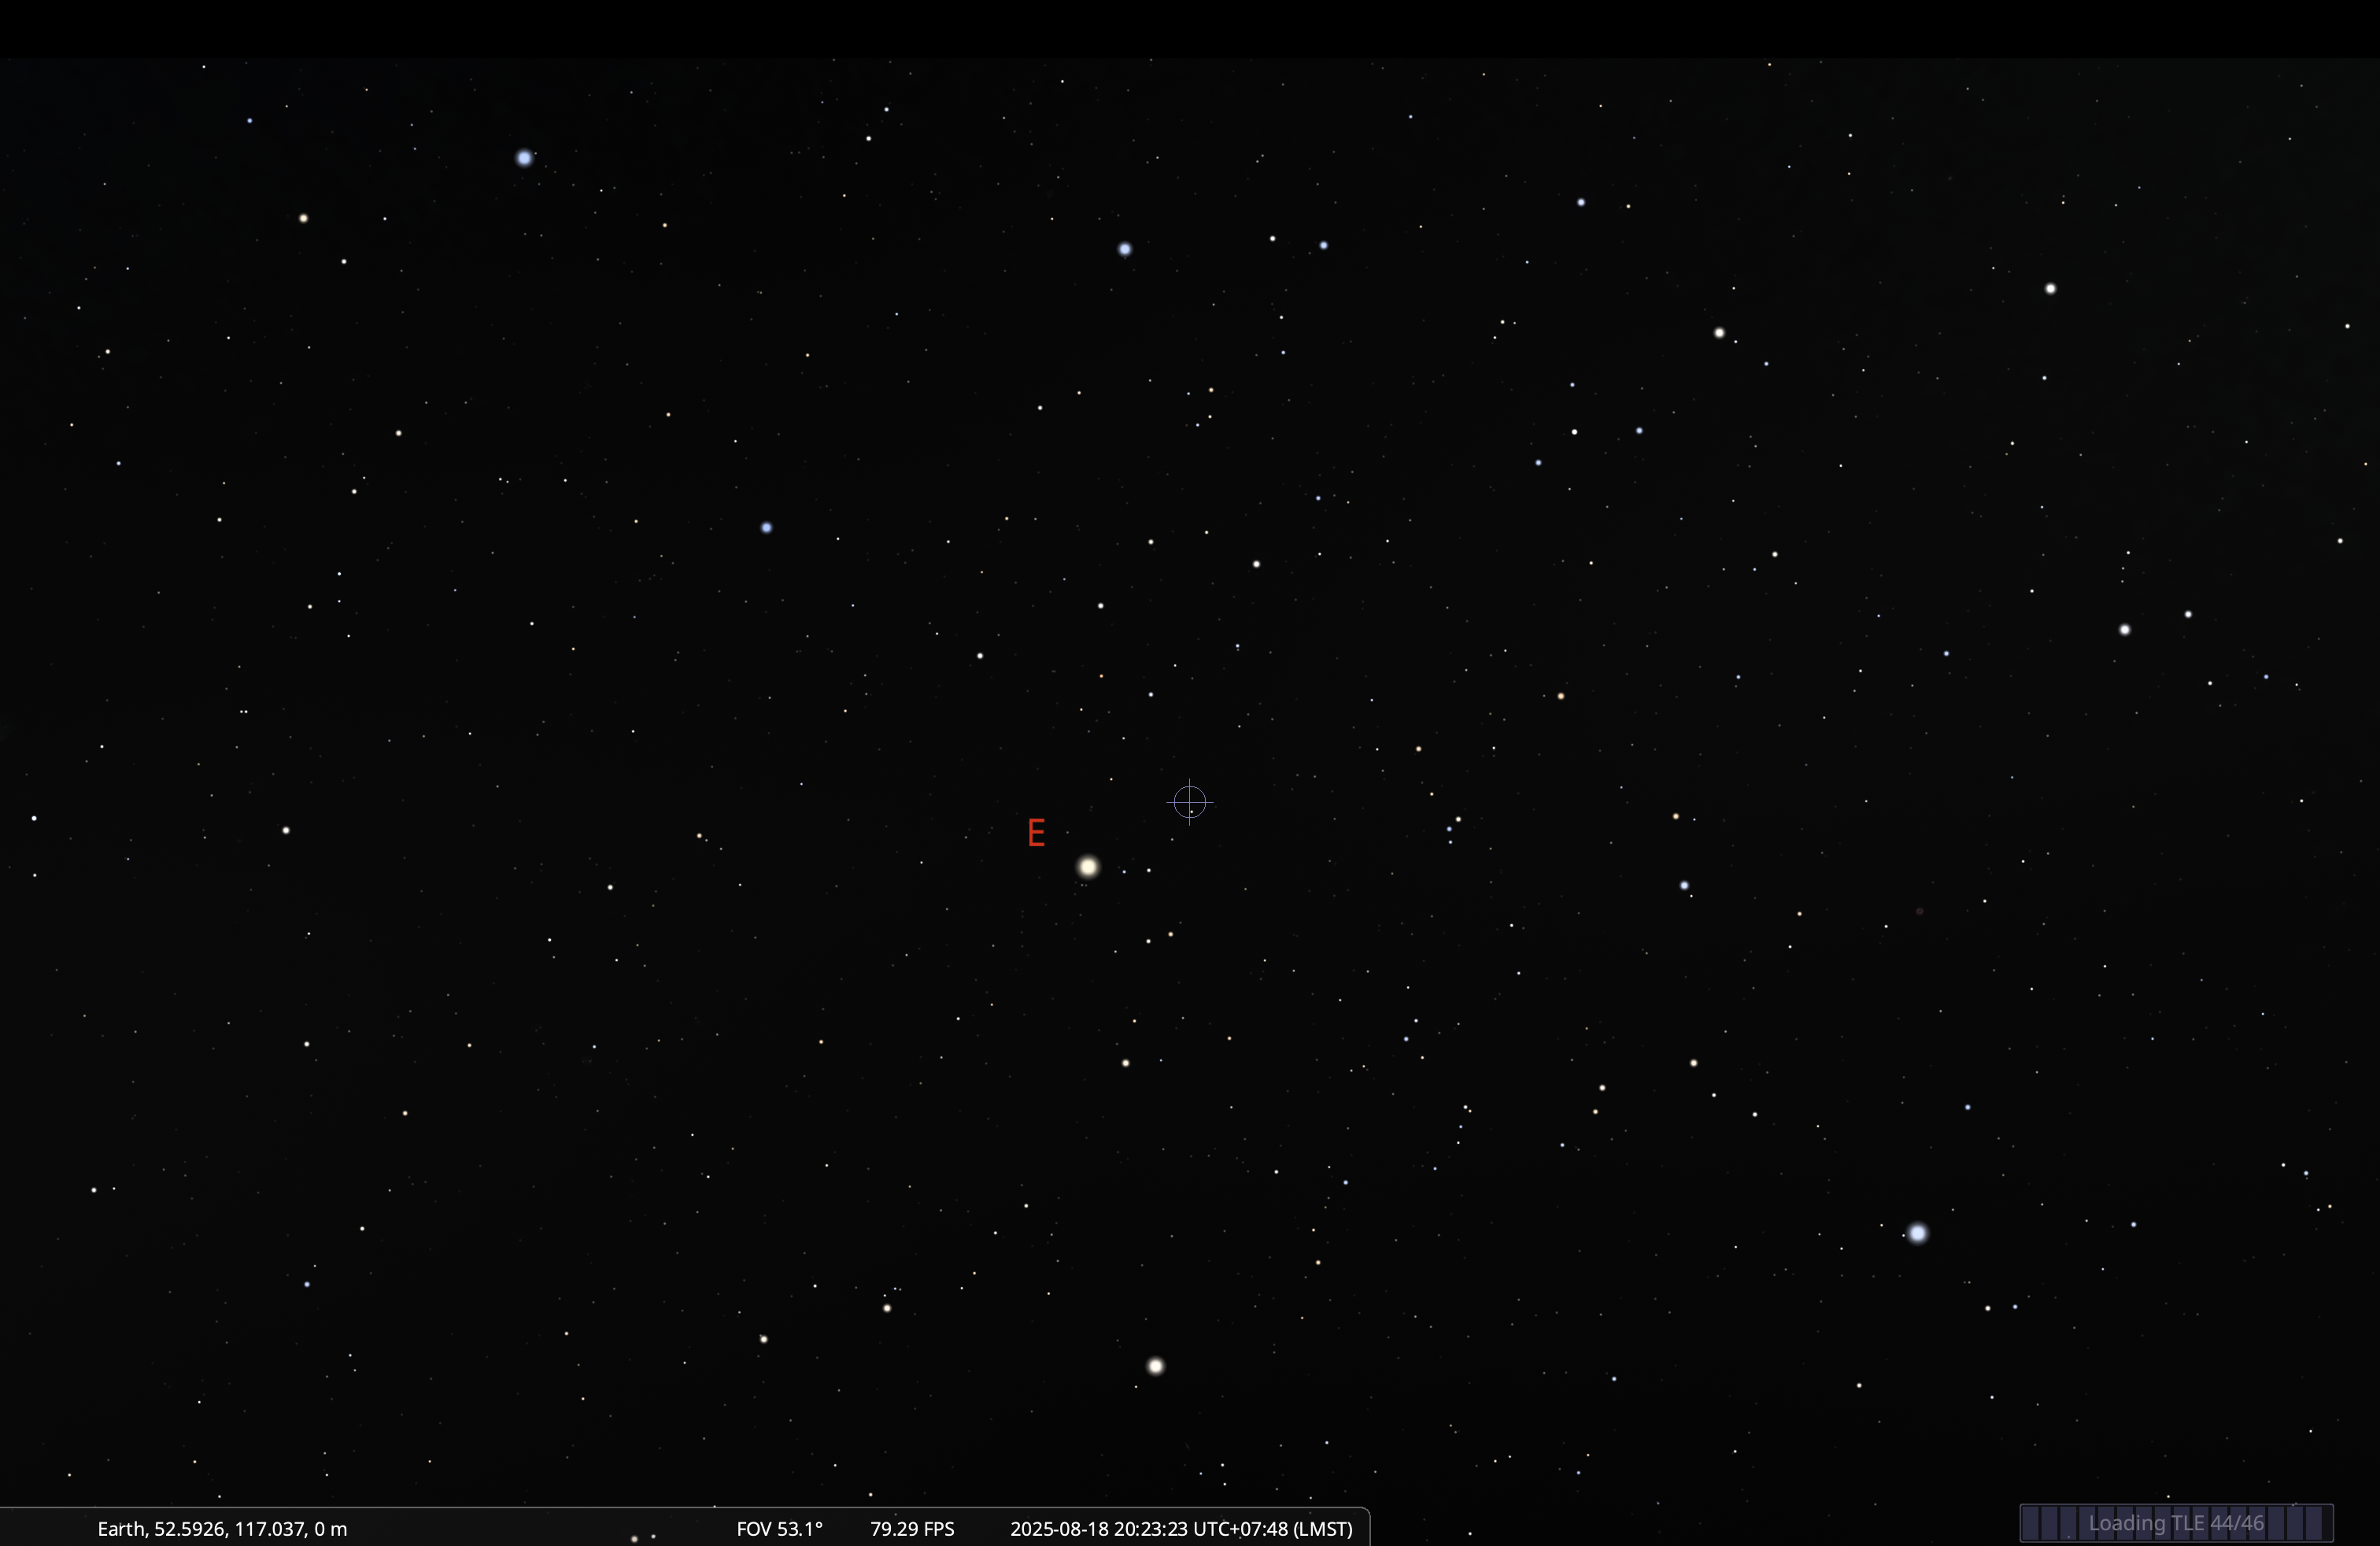 E
Earth, 52.5926, 117.037, 0 m FOV 53.1° 79.29 FPS 2025-08-18 20:23:23 UTC+07:48 (LMST)
Loading TLE 44/46